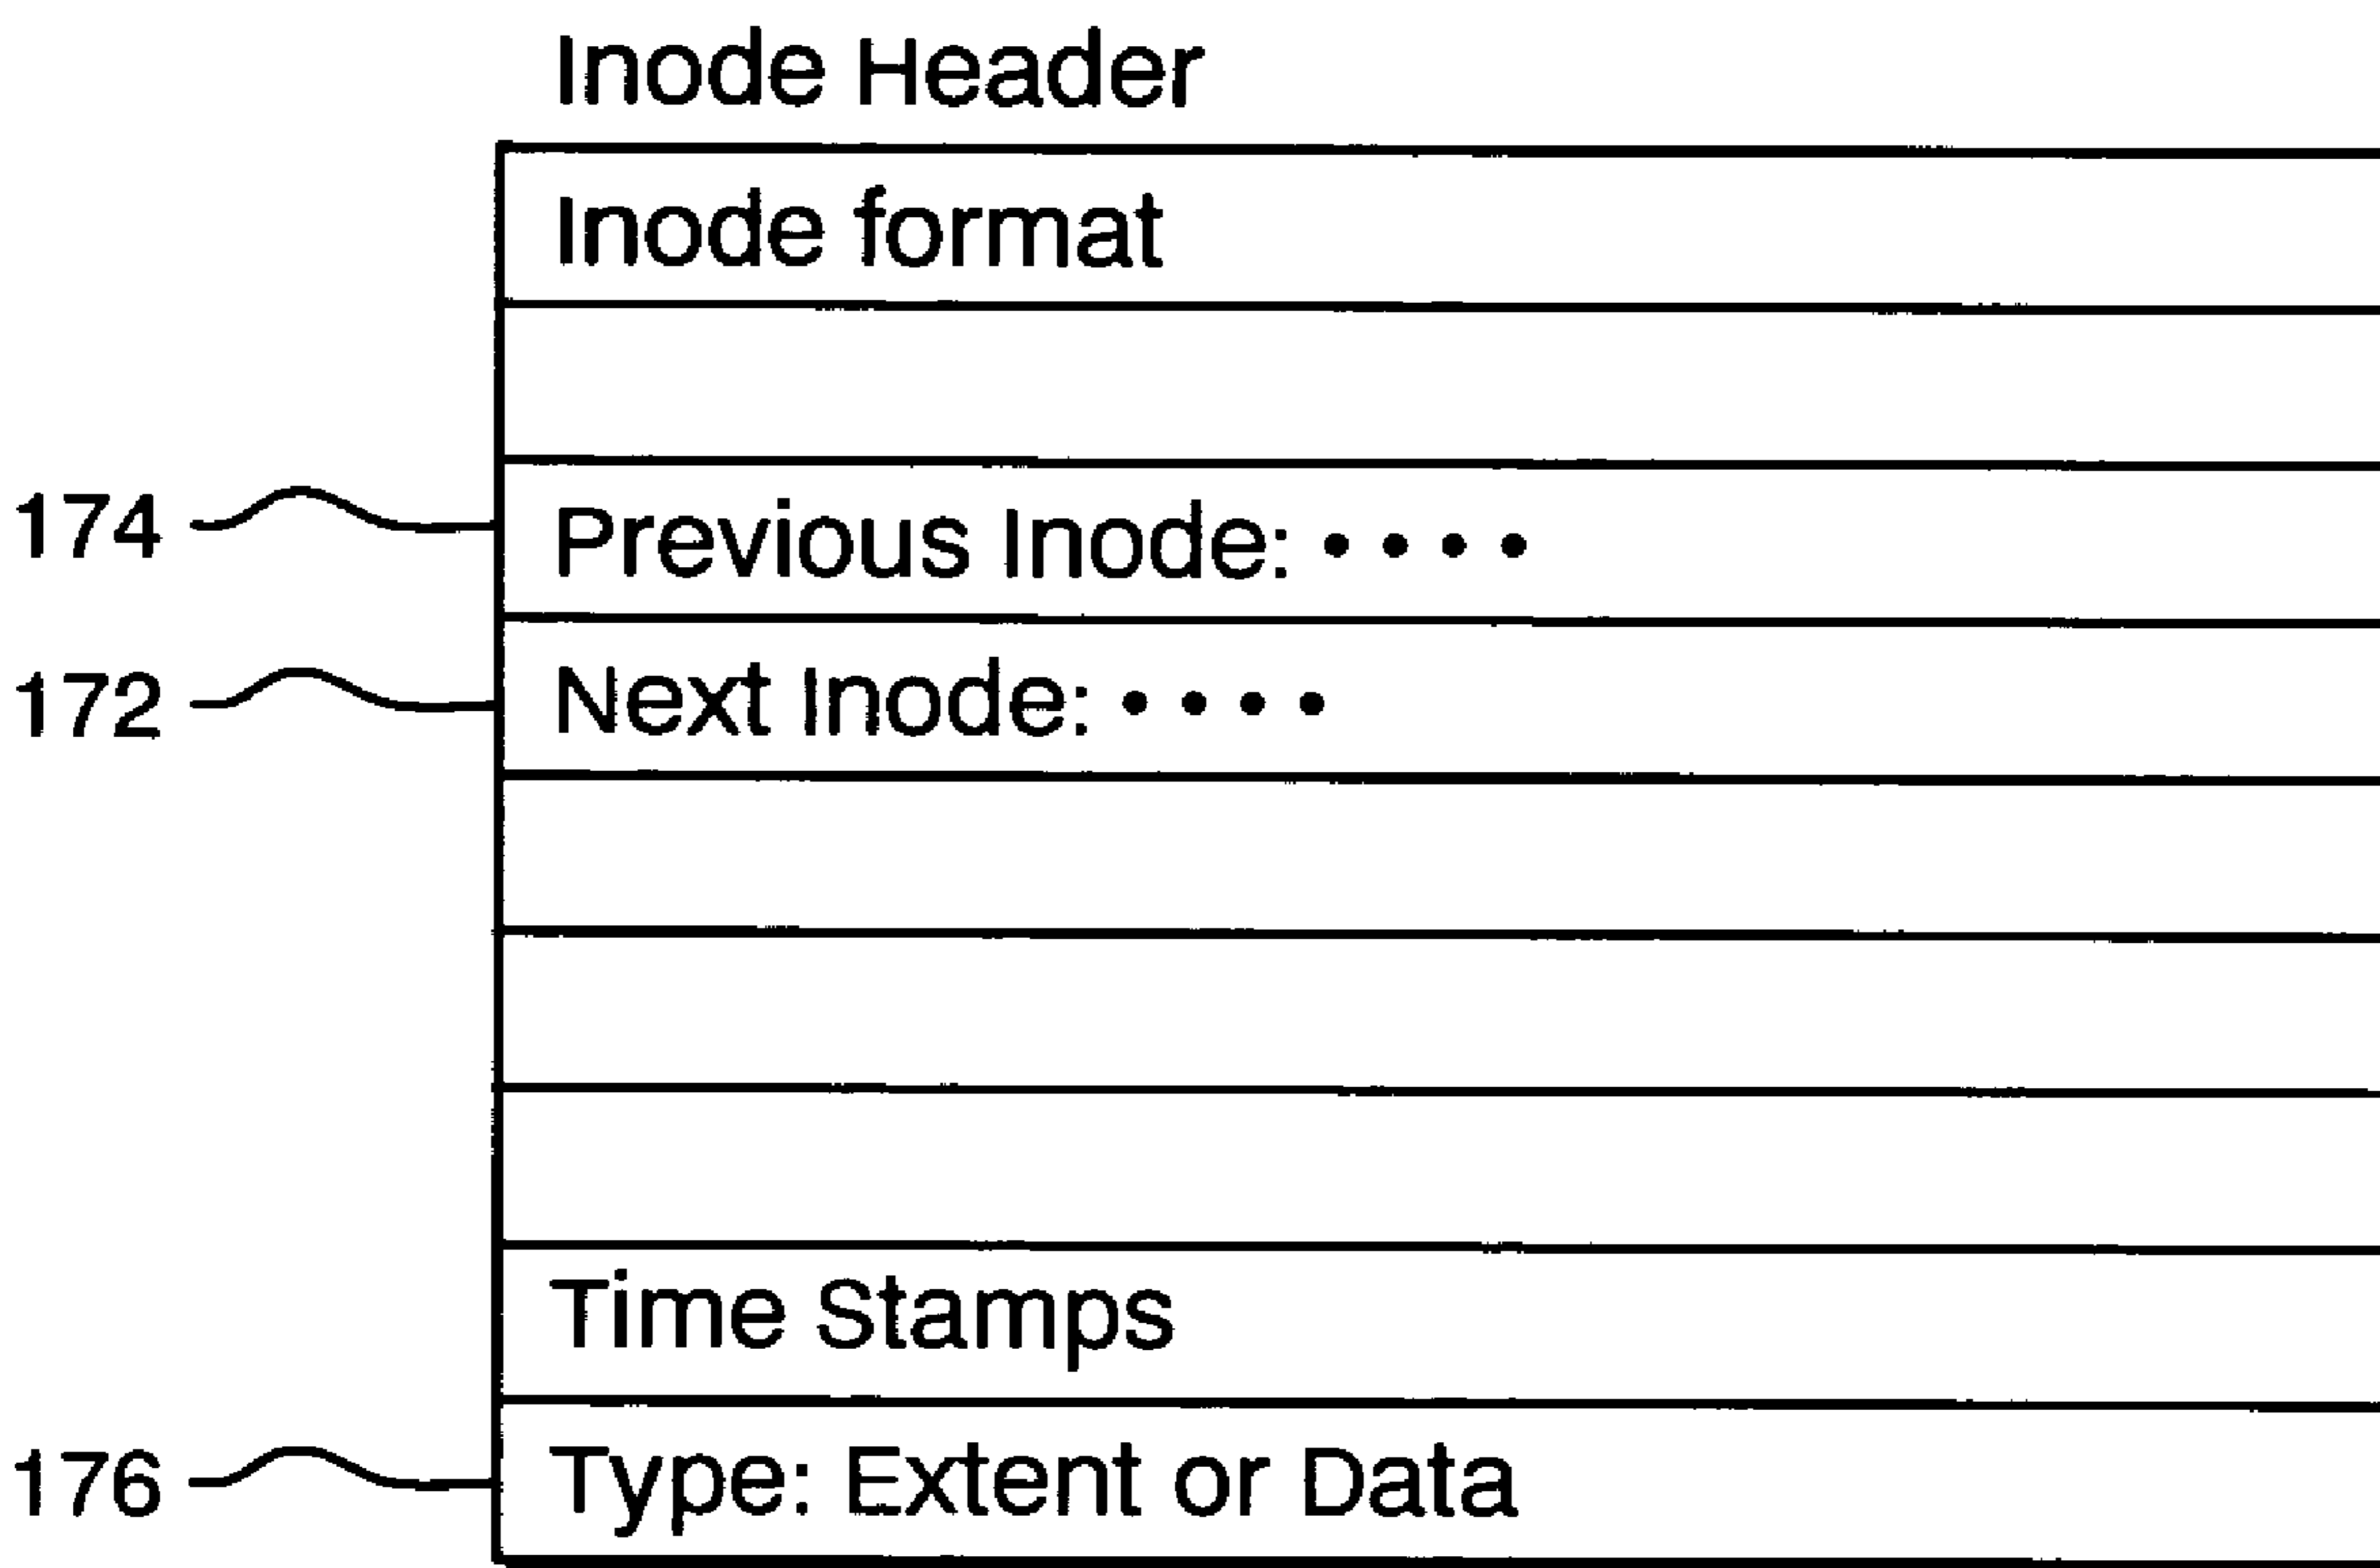 Inode Header
Inode format
174 Previous Inode: • • • •
172 Next Inode: • • • •
Time Stamps
176 Type: Extent or Data